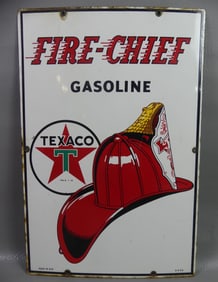 FIRE-CHIEF
GASOLINE
TEXACO
T